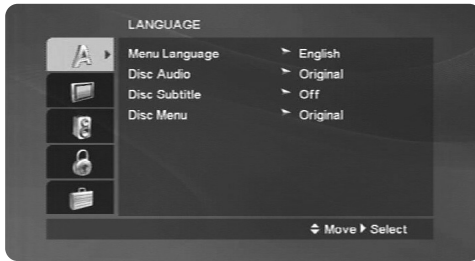 LANGUAGE
Menu Language English
Disc Audio Original
Disc Subtitle Off
Disc Menu Original
Move Select